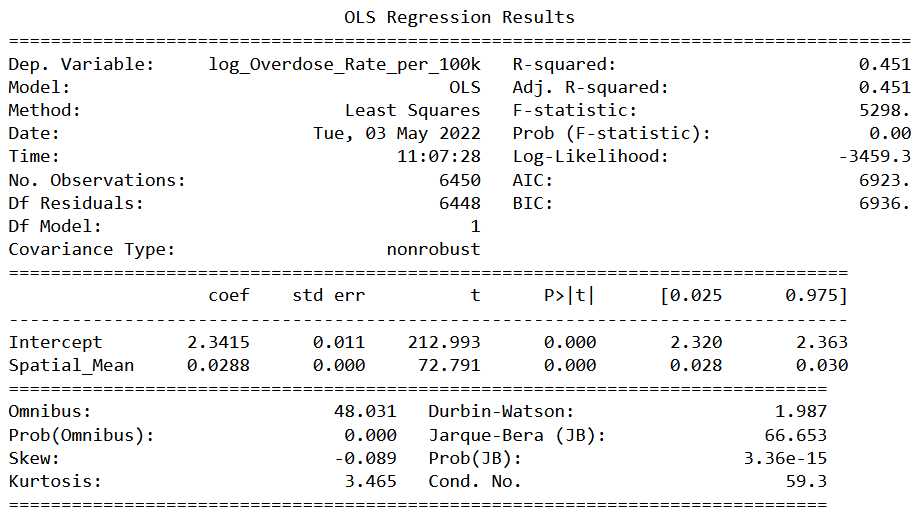 OLS Regression Results
==============================================================================
Dep. Variable: log_Overdose_Rate_per_100k R-squared: 0.451
Model: OLS Adj. R-squared: 0.451
Method: Least Squares F-statistic: 5298.
Date: Tue, 03 May 2022 Prob (F-statistic): 0.00
Time: 11:07:28 Log-Likelihood: -3459.3
No. Observations: 6450 AIC: 6923.
Df Residuals: 6448 BIC: 6936.
Df Model: 1
Covariance Type: nonrobust
==============================================================================
coef std err t P>|t| [0.025 0.975]
------------------------------------------------------------------------------
Intercept 2.3415 0.011 212.993 0.000 2.320 2.363
Spatial_Mean 0.0288 0.000 72.791 0.000 0.028 0.030
==============================================================================
Omnibus: 48.031 Durbin-Watson: 1.987
Prob(Omnibus): 0.000 Jarque-Bera (JB): 66.653
Skew: -0.089 Prob(JB): 3.36e-15
Kurtosis: 3.465 Cond. No. 59.3
==============================================================================